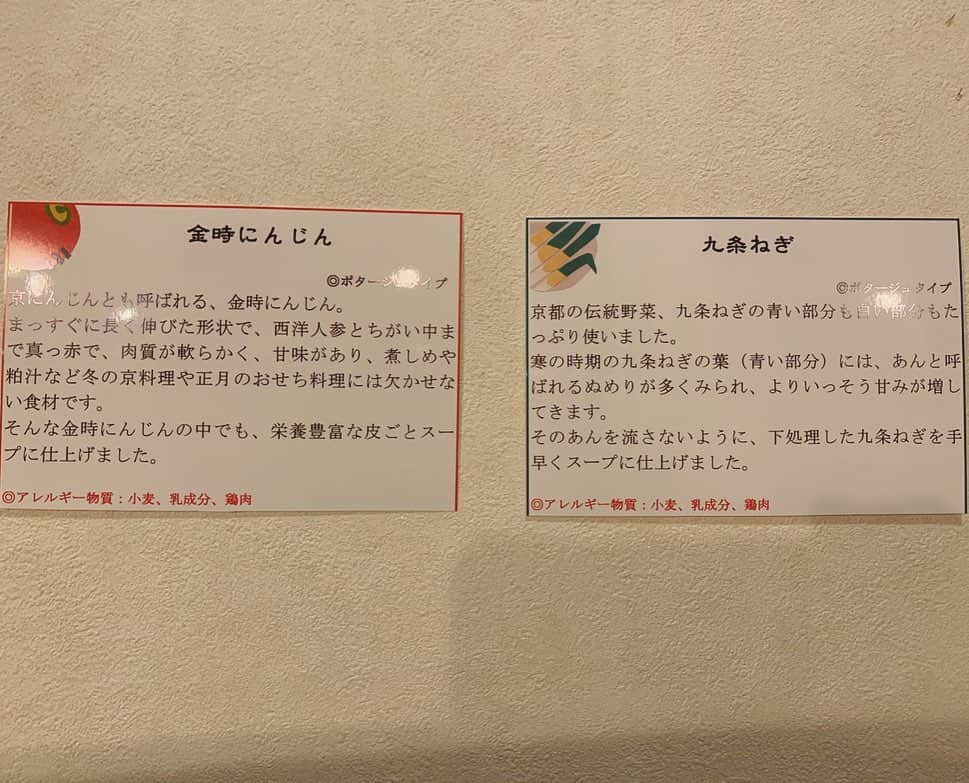 金時にんじん
◎ポタージュタイプ
京にんじんとも呼ばれる、金時にんじん。
まっすぐに長く伸びた形状で、西洋人参とちがい中ま
で真っ赤で、肉質が軟らかく、甘味があり、煮しめや
粕汁など冬の京料理や正月のおせち料理には欠かせな
い食材です。
そんな金時にんじんの中でも、栄養豊富な皮ごとスー
プに仕上げました。
◎アレルギー物質：小麦、乳成分、鶏肉
九条ねぎ
◎ポタージュタイプ
京都の伝統野菜、九条ねぎの青い部分も白い部分もた
っぷり使いました。
寒の時期の九条ねぎの葉（青い部分）には、あんと呼
ばれるぬめりが多くみられ、よりいっそう甘みが増し
てきます。
そのあんを流さないように、下処理した九条ねぎを手
早くスープに仕上げました。
◎アレルギー物質：小麦、乳成分、鶏肉